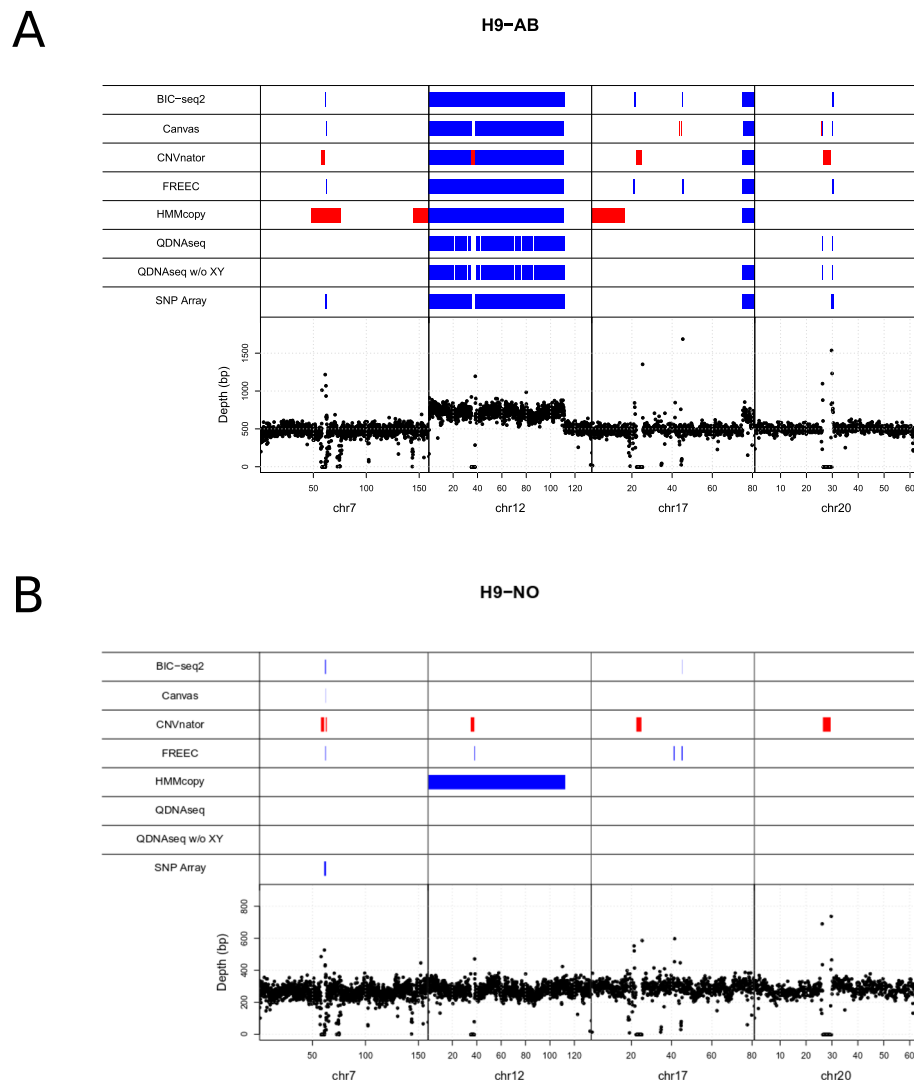 A
H9−AB
BIC−seq2
Canvas
CNVnator
FREEC
HMMcopy
QDNAseq
QDNAseq w/o XY
SNP Array
Depth (bp)
1500
1000
500
0
50 100 150 20 40 60 80 100 120 20 40 60 80 10 20 30 40 50 60
chr7 chr12 chr17 chr20
B
H9−NO
BIC−seq2
Canvas
CNVnator
FREEC
HMMcopy
QDNAseq
QDNAseq w/o XY
SNP Array
Depth (bp)
800
600
400
200
0
50 100 150 20 40 60 80 100 120 20 40 60 80 10 20 30 40 50 60
chr7 chr12 chr17 chr20